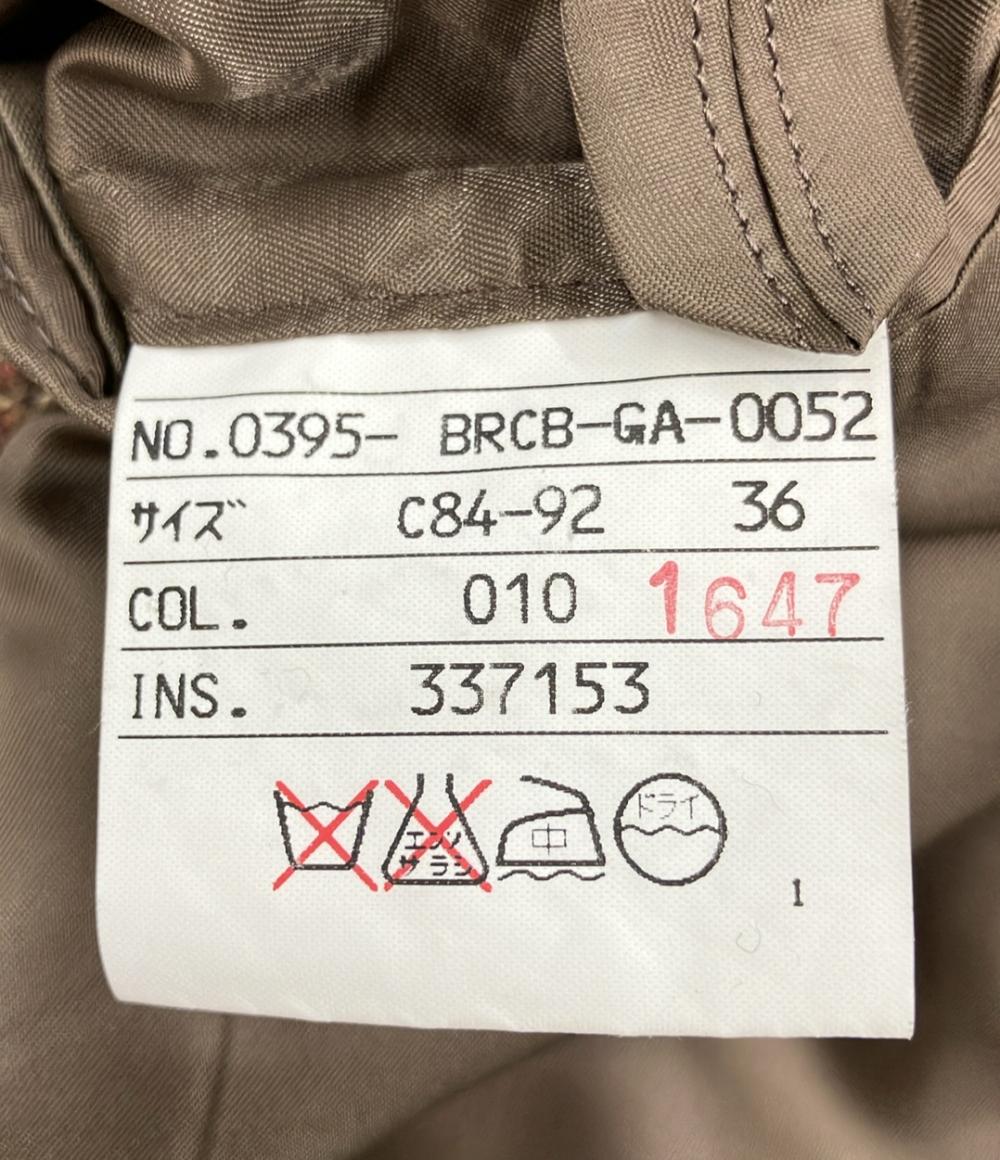 NO.0395- BRCB-GA-0052
サイズ C84-92 36
COL. 010 1647
INS. 337153
エンソ
サラシ
中
ドライ
1